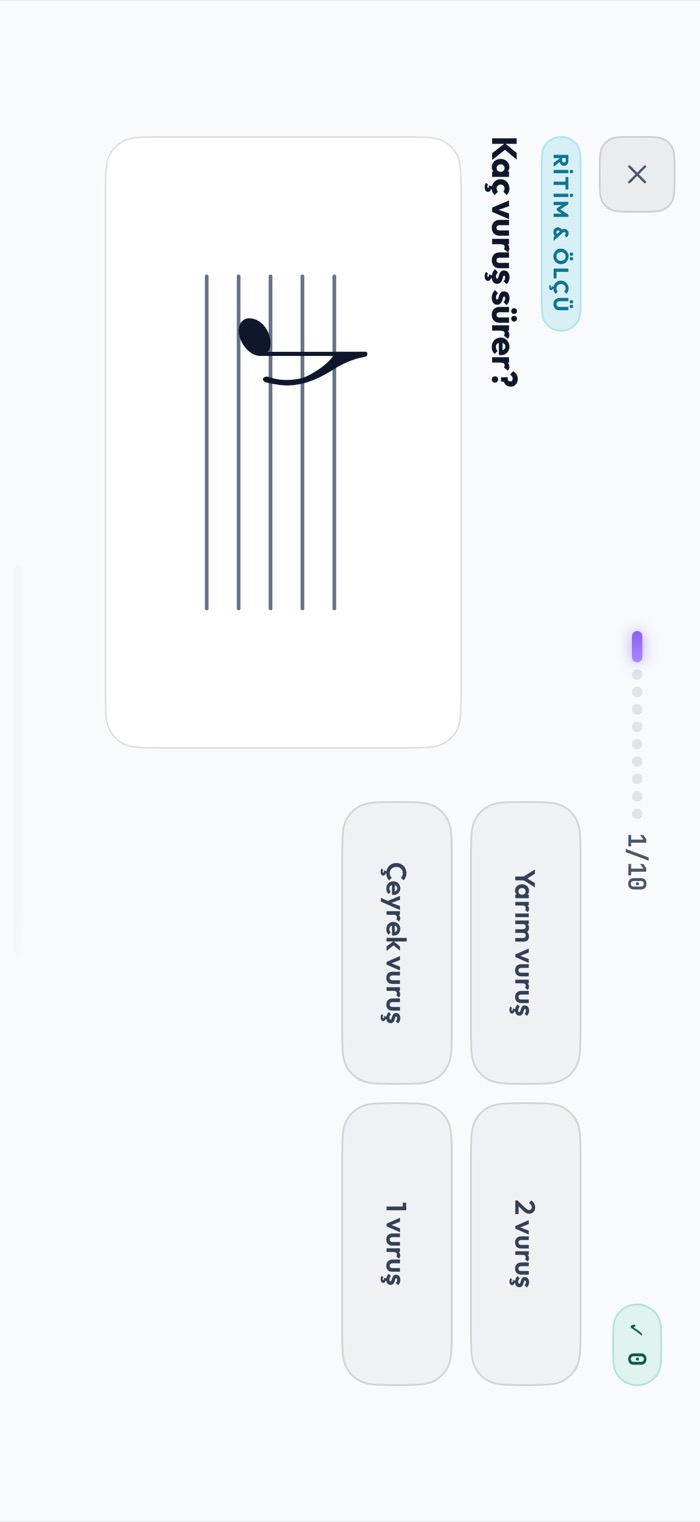 1/10
✓ 0
RİTİM & ÖLÇÜ
Kaç vuruş sürer?
Yarım vuruş
2 vuruş
Çeyrek vuruş
1 vuruş